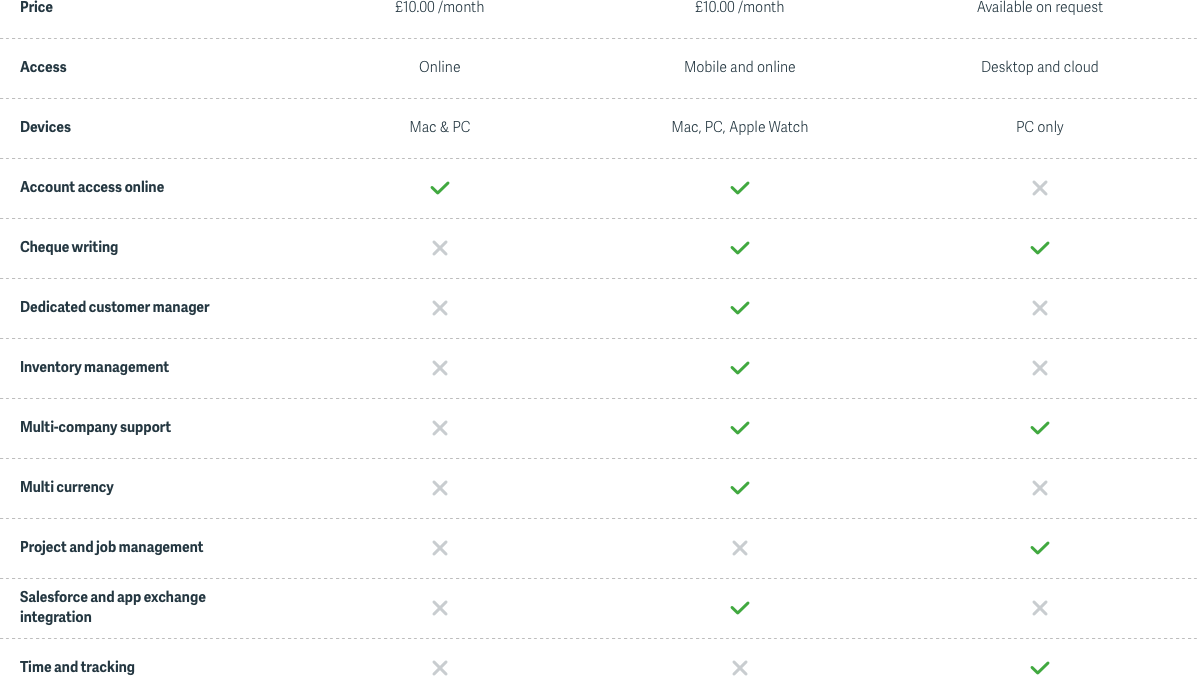 Price £10.00 /month £10.00 /month Available on request
Access Online Mobile and online Desktop and cloud
Devices Mac & PC Mac, PC, Apple Watch PC only
Account access online
Cheque writing
Dedicated customer manager
Inventory management
Multi-company support
Multi currency
Project and job management
Salesforce and app exchange
integration
Time and tracking